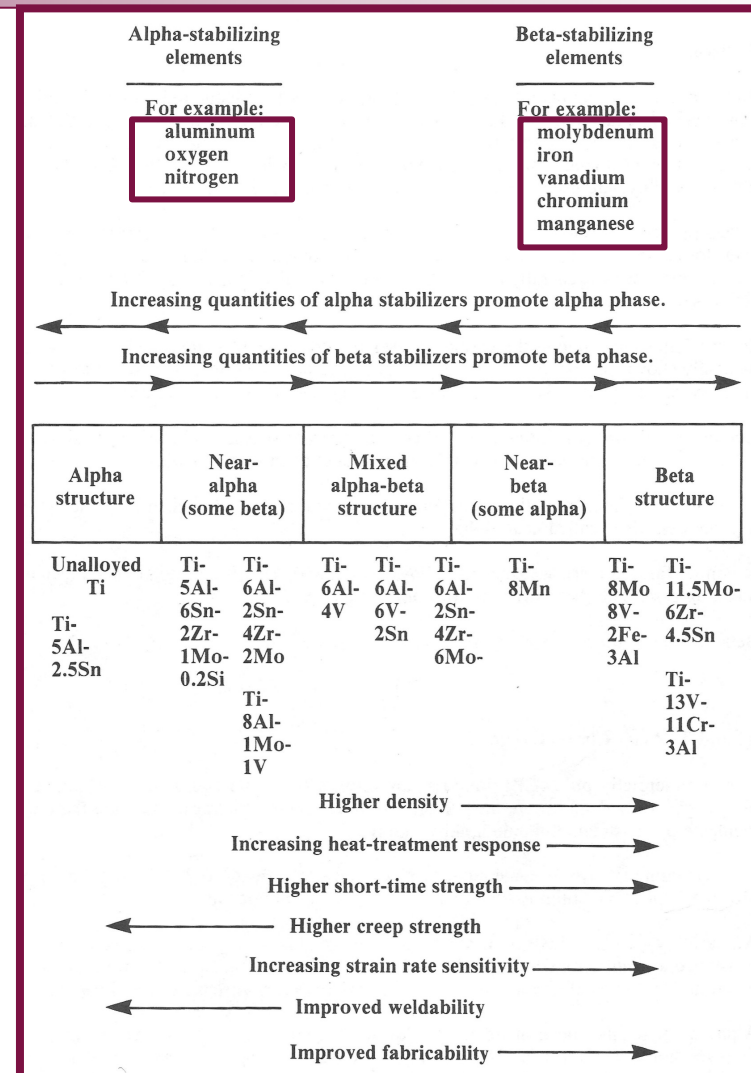 Alpha-stabilizing
elements
For example:
aluminum
oxygen
nitrogen
Beta-stabilizing
elements
For example:
molybdenum
iron
vanadium
chromium
manganese
Increasing quantities of alpha stabilizers promote alpha phase.
Increasing quantities of beta stabilizers promote beta phase.
Alpha
structure
Near-
alpha
(some beta)
Mixed
alpha-beta
structure
Near-
beta
(some alpha)
Beta
structure
Unalloyed
Ti
Ti-
5Al-
2.5Sn
Ti-
5Al-
6Sn-
2Zr-
1Mo-
0.2Si
Ti-
6Al-
2Sn-
4Zr-
2Mo
Ti-
8Al-
1Mo-
1V
Ti-
6Al-
4V
Ti-
6Al-
6V-
2Sn
Ti-
6Al-
2Sn-
4Zr-
6Mo-
Ti-
8Mn
Ti-
8Mo
8V-
2Fe-
3Al
Ti-
11.5Mo-
6Zr-
4.5Sn
Ti-
13V-
11Cr-
3Al
Higher density
Increasing heat-treatment response
Higher short-time strength
Higher creep strength
Increasing strain rate sensitivity
Improved weldability
Improved fabricability